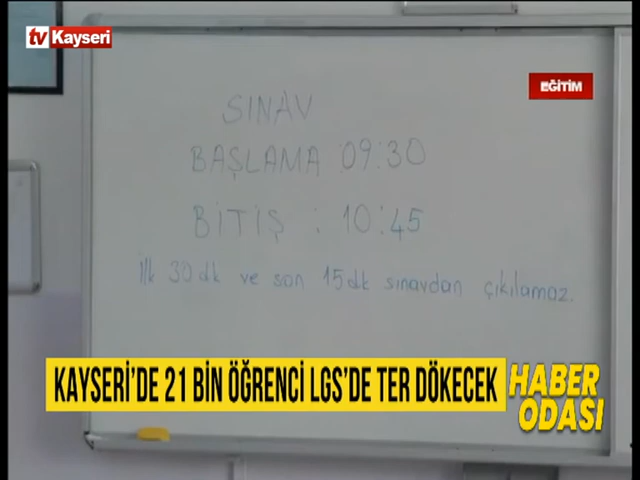 tv Kayseri
EĞİTİM
SINAV
BAŞLAMA :09:30
BİTİŞ : 10:45
İlk 30 dk ve son 15 dk sınavdan çıkılamaz.
KAYSERİ'DE 21 BİN ÖĞRENCİ LGS'DE TER DÖKECEK
HABER
ODASI